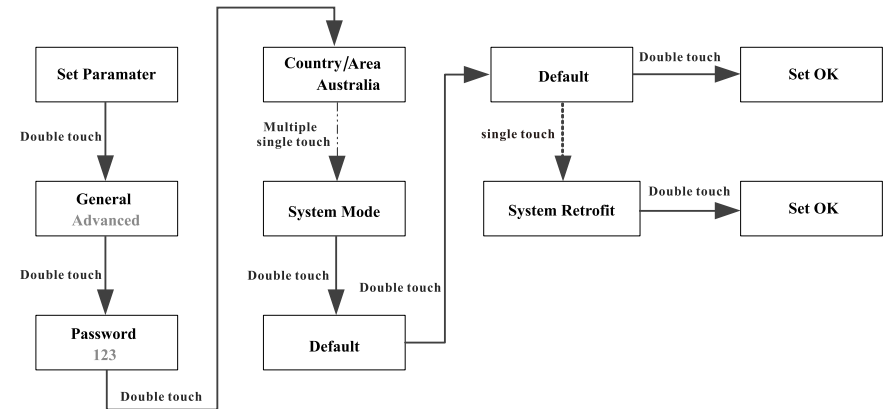 Set Paramater
Double touch
General
Advanced
Double touch
Password
123
Double touch
Country/Area
Australia
Multiple
single touch
System Mode
Double touch
Default
Double touch
Default
Double touch
Set OK
single touch
System Retrofit
Double touch
Set OK